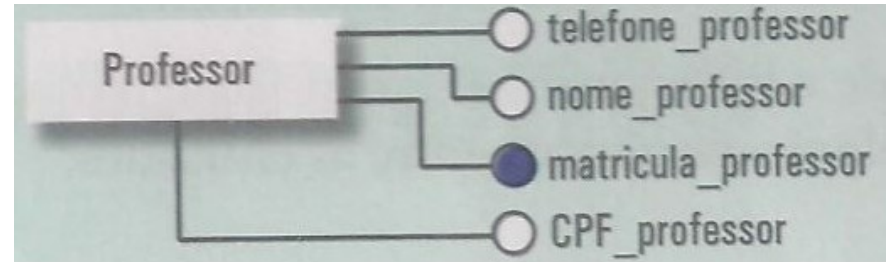 Professor
telefone_professor
nome_professor
matricula_professor
CPF_professor